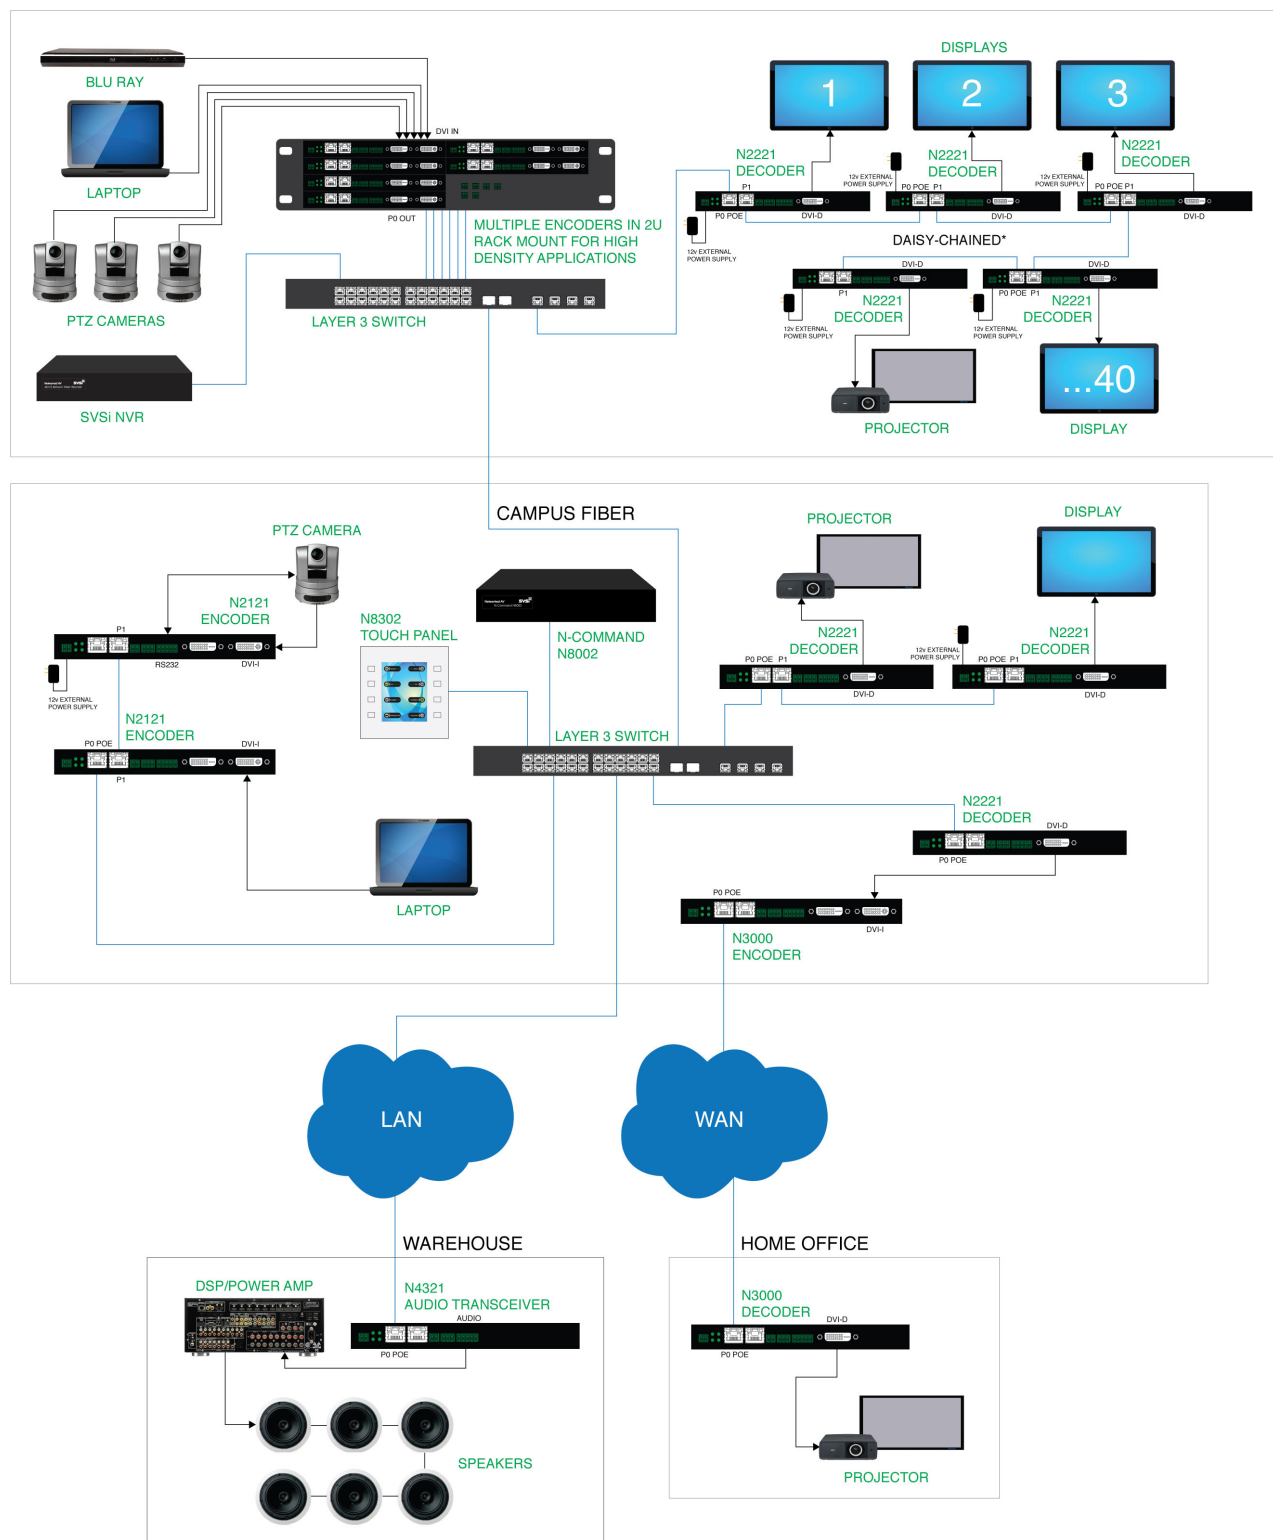 BLU RAY
LAPTOP
PTZ CAMERAS
SVSi NVR
DVI IN
P0 OUT
MULTIPLE ENCODERS IN 2U
RACK MOUNT FOR HIGH
DENSITY APPLICATIONS
LAYER 3 SWITCH
DISPLAYS
1
2
3
N2221
DECODER
P1
P0 POE
DVI-D
12v EXTERNAL
POWER SUPPLY
12v EXTERNAL
POWER SUPPLY
N2221
DECODER
P0 POE P1
DVI-D
12v EXTERNAL
POWER SUPPLY
N2221
DECODER
P0 POE P1
DVI-D
DAISY-CHAINED*
DVI-D
P1
N2221
DECODER
12v EXTERNAL
POWER SUPPLY
DVI-D
P0 POE P1
N2221
DECODER
12v EXTERNAL
POWER SUPPLY
PROJECTOR
...40
DISPLAY
CAMPUS FIBER
PTZ CAMERA
N2121
ENCODER
P1
RS232
DVI-I
12v EXTERNAL
POWER SUPPLY
N2121
ENCODER
P0 POE
DVI-I
P1
LAPTOP
N8302
TOUCH PANEL
N-COMMAND
N8002
LAYER 3 SWITCH
PROJECTOR
N2221
DECODER
P0 POE P1
DVI-D
DISPLAY
12v EXTERNAL
POWER SUPPLY
N2221
DECODER
P0 POE P1
DVI-D
N2221
DECODER
DVI-D
P0 POE
P0 POE
DVI-I
N3000
ENCODER
LAN
WAN
WAREHOUSE
DSP/POWER AMP
N4321
AUDIO TRANSCEIVER
AUDIO
P0 POE
SPEAKERS
HOME OFFICE
N3000
DECODER
DVI-D
P0 POE
PROJECTOR